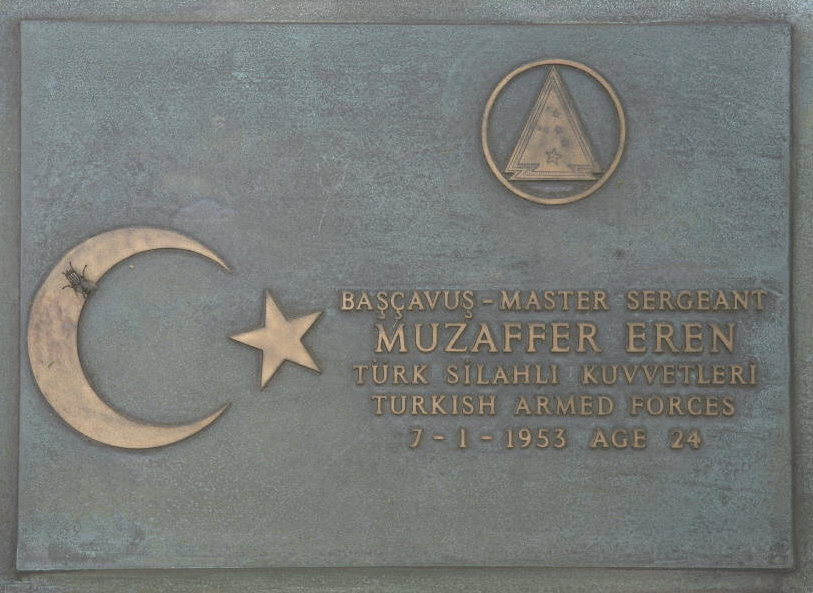 BAŞÇAVUŞ - MASTER SERGEANT
MUZAFFER EREN
TÜRK SİLAHLI KUVVETLERİ
TURKISH ARMED FORCES
7 - 1 - 1953 AGE 24